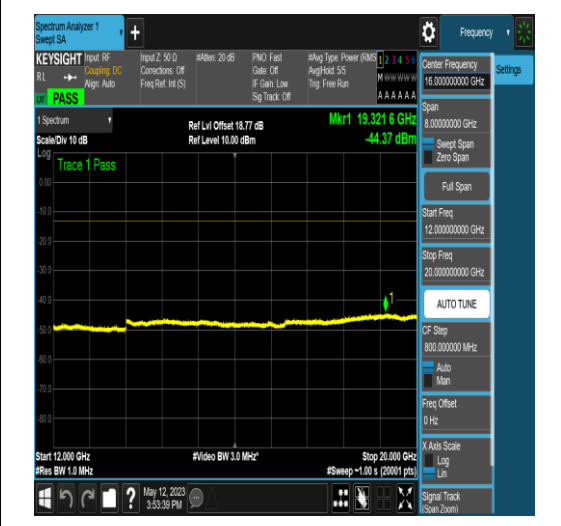 Spectrum Analyzer 1
Swept SA
Frequency
KEYSIGHT
RL
PASS
Input: RF
Coupling: DC
Align: Auto
Input Z: 50 Ω
Corrections: Off
Freq Ref: Int (S)
#Atten: 20 dB
PNO: Fast
Gate: Off
IF Gain: Low
Sig Track: Off
#Avg Type: Power (RMS
Avg|Hold: 5/5
Trig: Free Run
1 2 3 4 5 6
M W W W W W
A A A A A A
1 Spectrum
Scale/Div 10 dB
Ref Lvl Offset 18.77 dB
Ref Level 10.00 dBm
Mkr1 19.321 6 GHz
-44.37 dBm
Log
Trace 1 Pass
0.00
-10.0
-20.0
-30.0
-40.0
-50.0
-60.0
-70.0
-80.0
1
Start 12.000 GHz
#Res BW 1.0 MHz
#Video BW 3.0 MHz*
Stop 20.000 GHz
#Sweep ~1.00 s (20001 pts)
May 12, 2023
3:53:39 PM
Center Frequency
16.000000000 GHz
Settings
Span
8.00000000 GHz
Swept Span
Zero Span
Full Span
Start Freq
12.000000000 GHz
Stop Freq
20.000000000 GHz
AUTO TUNE
CF Step
800.000000 MHz
Auto
Man
Freq Offset
0 Hz
X Axis Scale
Log
Lin
Signal Track
(Span Zoom)